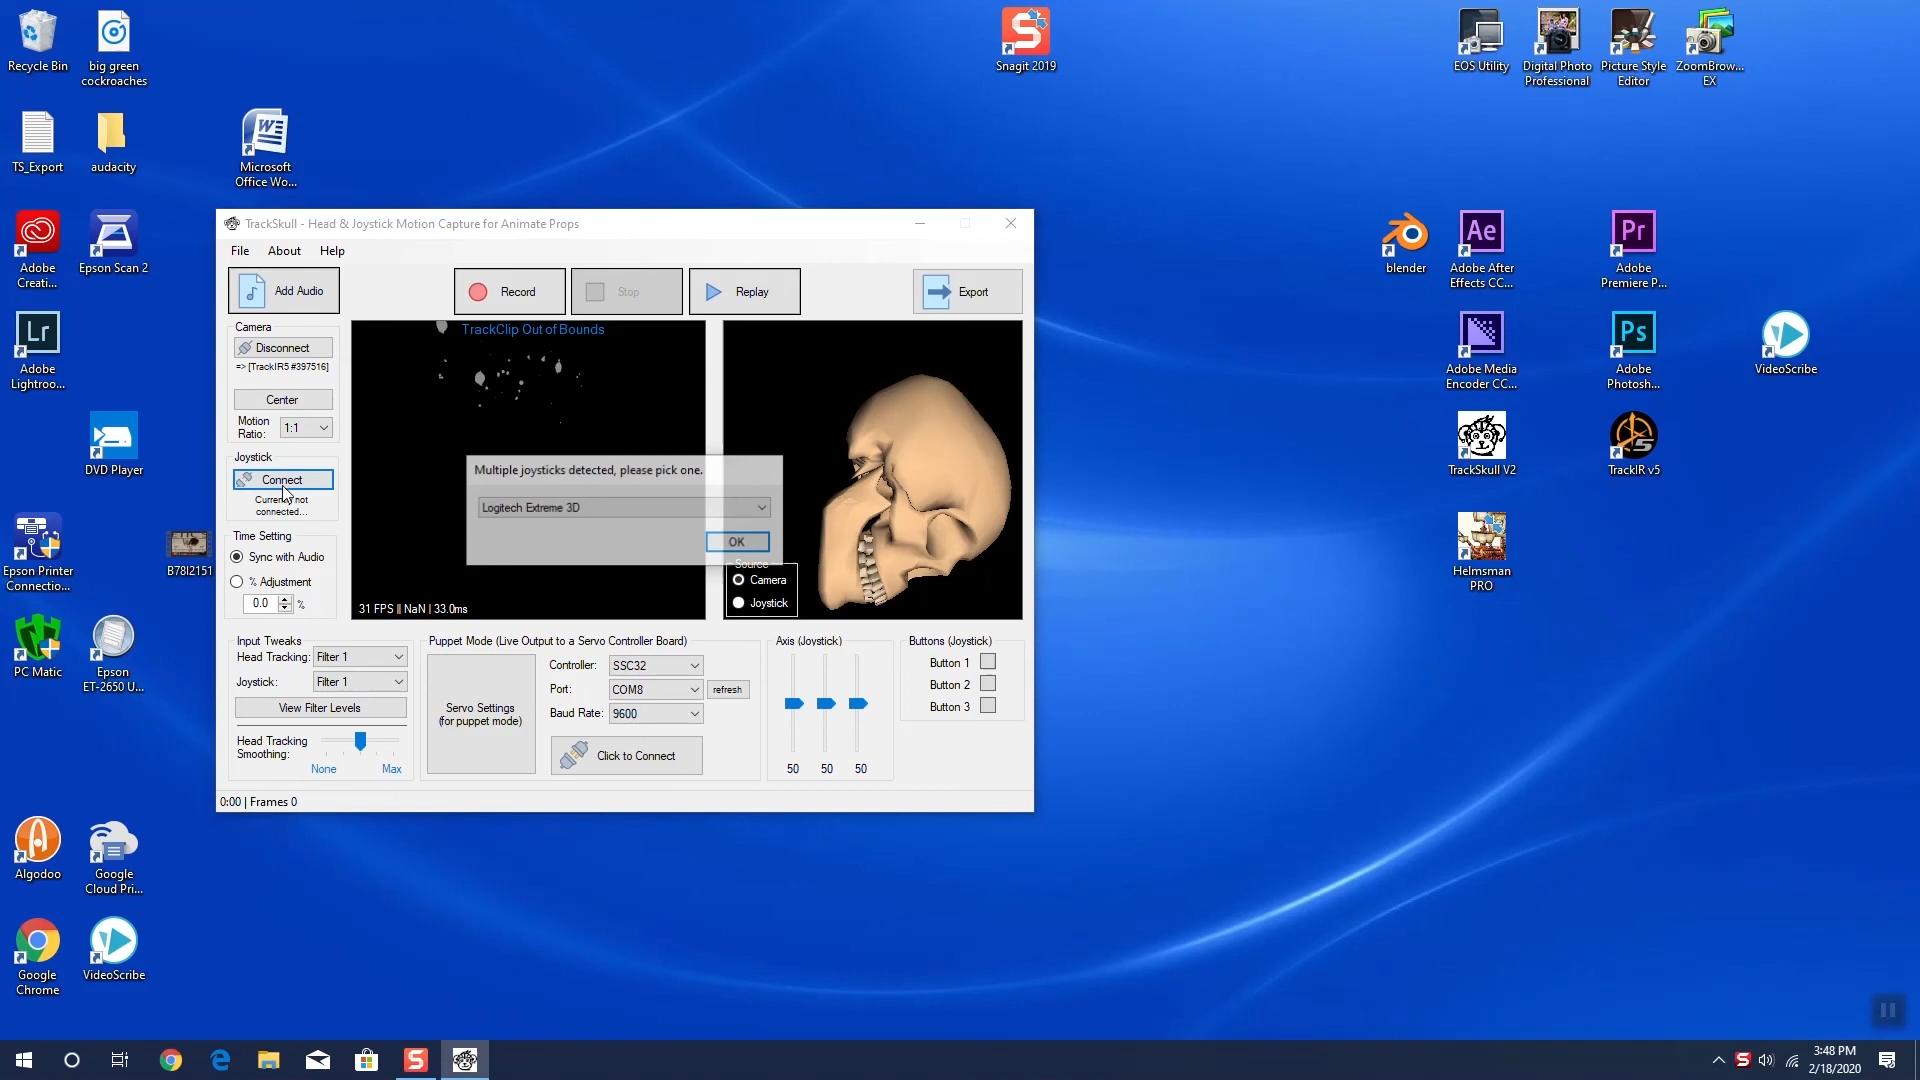 Recycle Bin
big green
cockroaches
Snagit 2019
EOS Utility
Digital Photo
Professional
Picture Style
Editor
ZoomBrow...
EX
TS_Export
audacity
Microsoft
Office Wo...
Adobe
Creati...
Epson Scan 2
blender
Adobe After
Effects CC...
Adobe
Premiere P...
Adobe
Lightroo...
Adobe Media
Encoder CC...
Adobe
Photosh...
VideoScribe
DVD Player
TrackSkull V2
TrackIR v5
Epson Printer
Connectio...
B78I2151
Helmsman
PRO
PC Matic
Epson
ET-2650 U...
Algodoo
Google
Cloud Pri...
Google
Chrome
VideoScribe
TrackSkull - Head & Joystick Motion Capture for Animate Props
File About Help
Add Audio
Record
Stop
Replay
Export
Camera
Disconnect
=> [TrackIR5 #397516]
Center
Motion
Ratio:
1:1
Joystick
Connect
Currently not
connected...
Time Setting
Sync with Audio
% Adjustment
0.0 %
TrackClip Out of Bounds
Multiple joysticks detected, please pick one.
Logitech Extreme 3D
OK
31 FPS || NaN | 33.0ms
Source
Camera
Joystick
Input Tweaks
Head Tracking: Filter 1
Joystick: Filter 1
View Filter Levels
Head Tracking
Smoothing:
None Max
Puppet Mode (Live Output to a Servo Controller Board)
Servo Settings
(for puppet mode)
Controller: SSC32
Port: COM8 refresh
Baud Rate: 9600
Click to Connect
Axis (Joystick)
50 50 50
Buttons (Joystick)
Button 1
Button 2
Button 3
0:00 | Frames 0
3:48 PM
2/18/2020